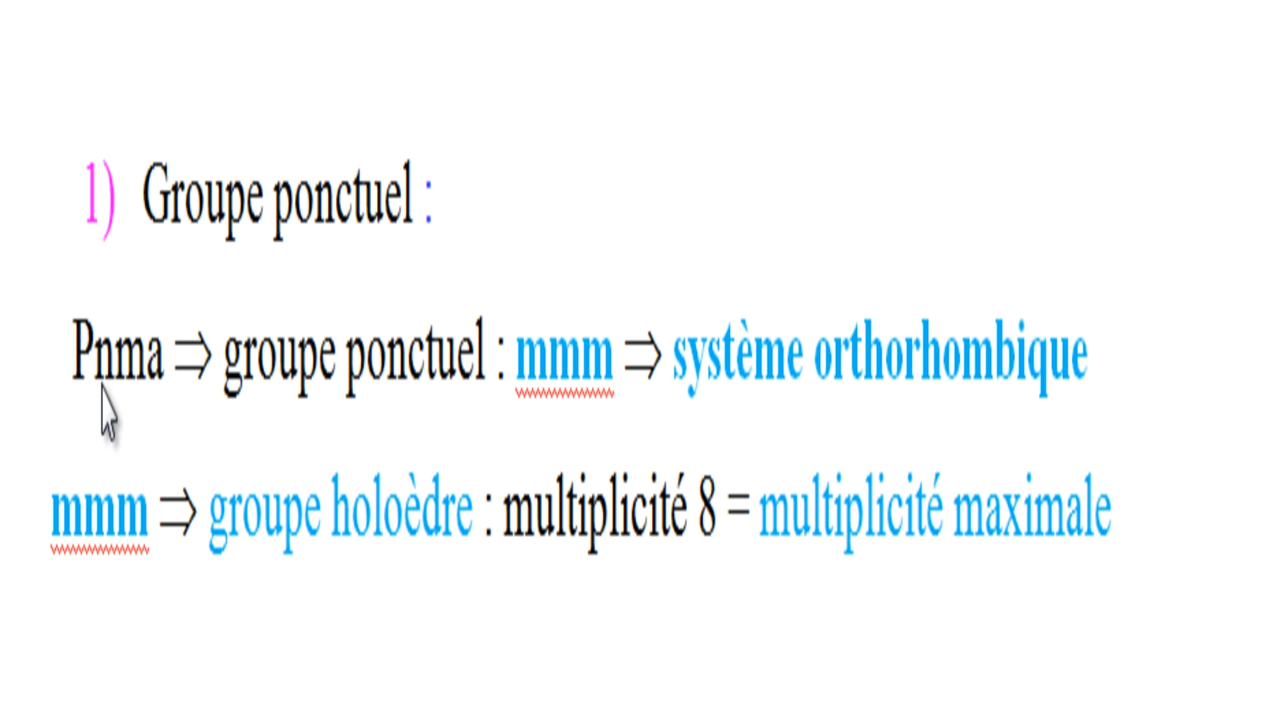 1) Groupe ponctuel :
Pnma ⇒ groupe ponctuel : mmm ⇒ système orthorhombique
mmm ⇒ groupe holoèdre : multiplicité 8 = multiplicité maximale